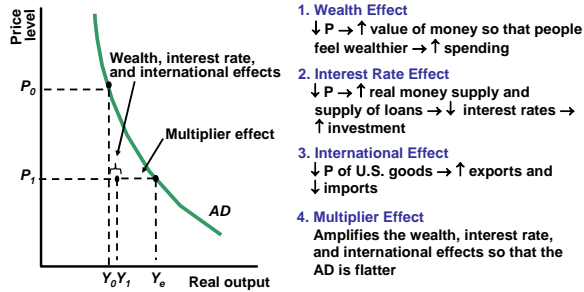 Price
level
P0
P1
Wealth, interest rate,
and international effects
Multiplier effect
AD
Y0 Y1 Ye Real output
1. Wealth Effect
↓ P → ↑ value of money so that people
feel wealthier → ↑ spending
2. Interest Rate Effect
↓ P → ↑ real money supply and
supply of loans → ↓ interest rates →
↑ investment
3. International Effect
↓ P of U.S. goods → ↑ exports and
↓ imports
4. Multiplier Effect
Amplifies the wealth, interest rate,
and international effects so that the
AD is flatter